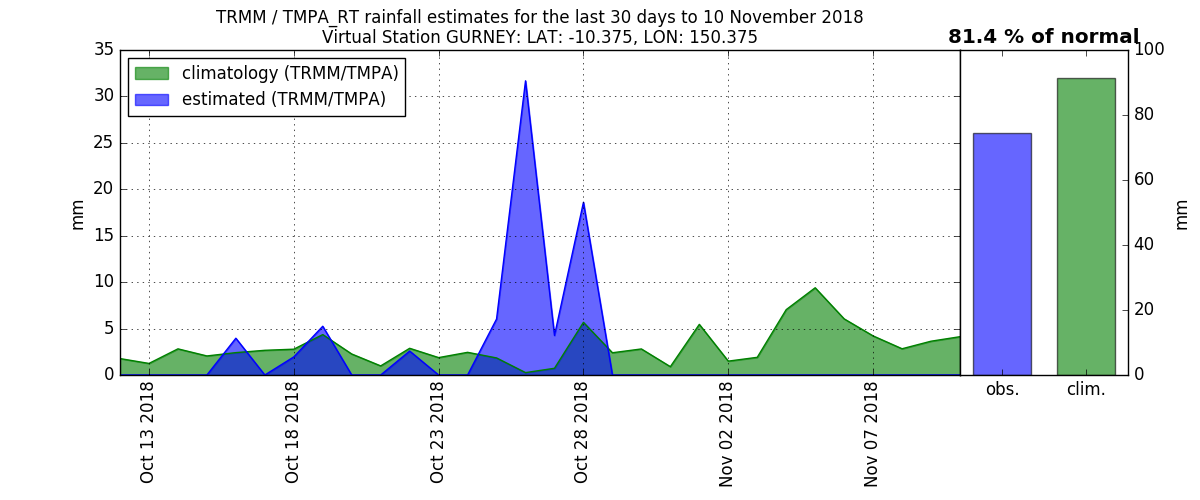 TRMM / TMPA_RT rainfall estimates for the last 30 days to 10 November 2018
Virtual Station GURNEY: LAT: -10.375, LON: 150.375
81.4 % of normal
climatology (TRMM/TMPA)
estimated (TRMM/TMPA)
mm
35
30
25
20
15
10
5
0
Oct 13 2018
Oct 18 2018
Oct 23 2018
Oct 28 2018
Nov 02 2018
Nov 07 2018
obs.
clim.
100
80
60
40
20
0
mm